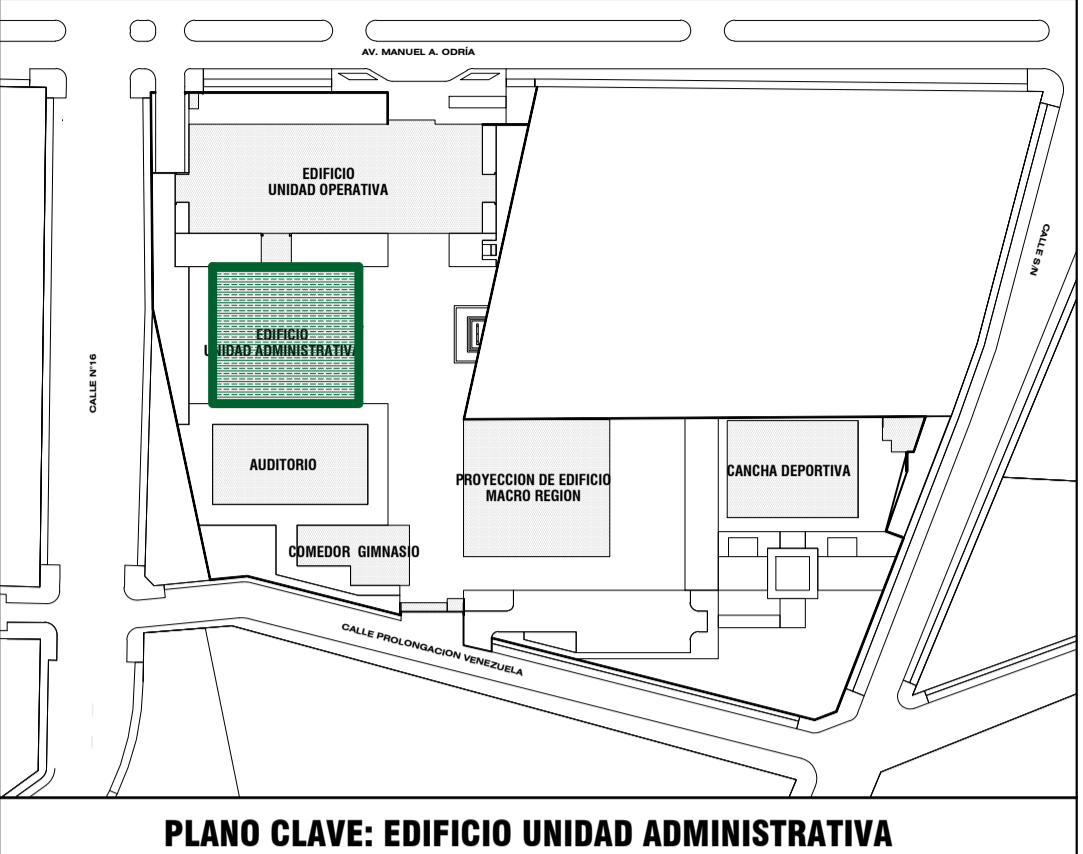 AV. MANUEL A. ODRÍA
EDIFICIO
UNIDAD OPERATIVA
CALLE S/N
EDIFICIO
UNIDAD ADMINISTRATIVA
CALLE N°16
AUDITORIO
PROYECCION DE EDIFICIO
MACRO REGION
CANCHA DEPORTIVA
COMEDOR GIMNASIO
CALLE PROLONGACION VENEZUELA
PLANO CLAVE: EDIFICIO UNIDAD ADMINISTRATIVA